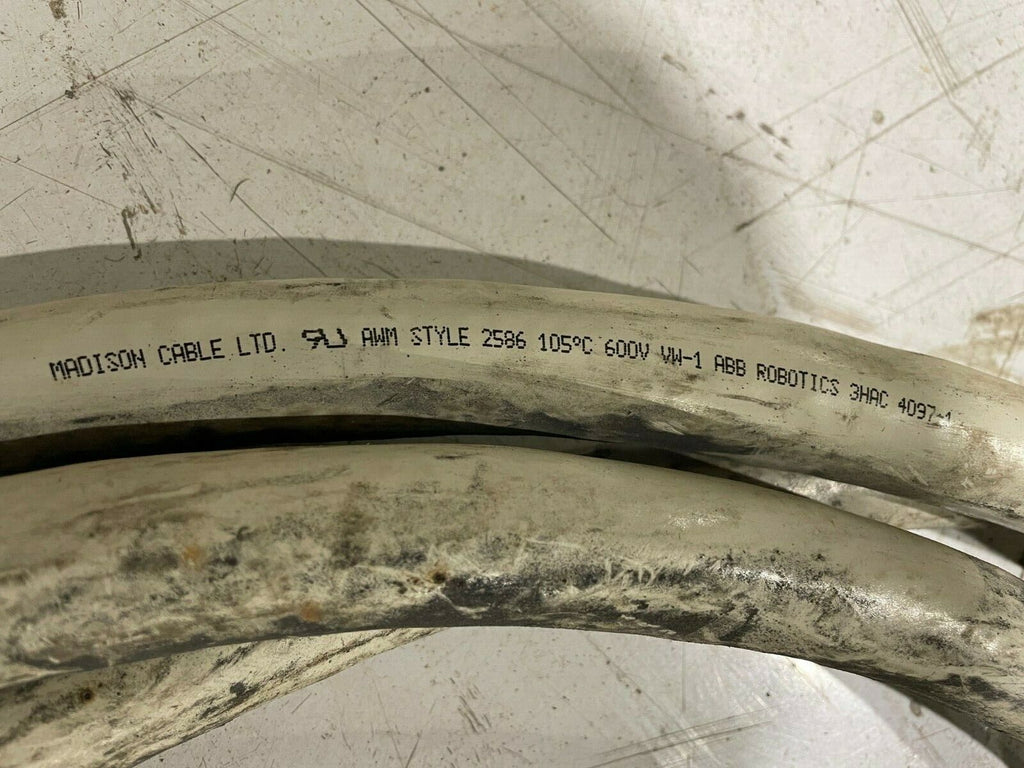 MADISON CABLE LTD. AWM STYLE 2586 105°C 600V VW-1 ABB ROBOTICS 3HAC 4097-1